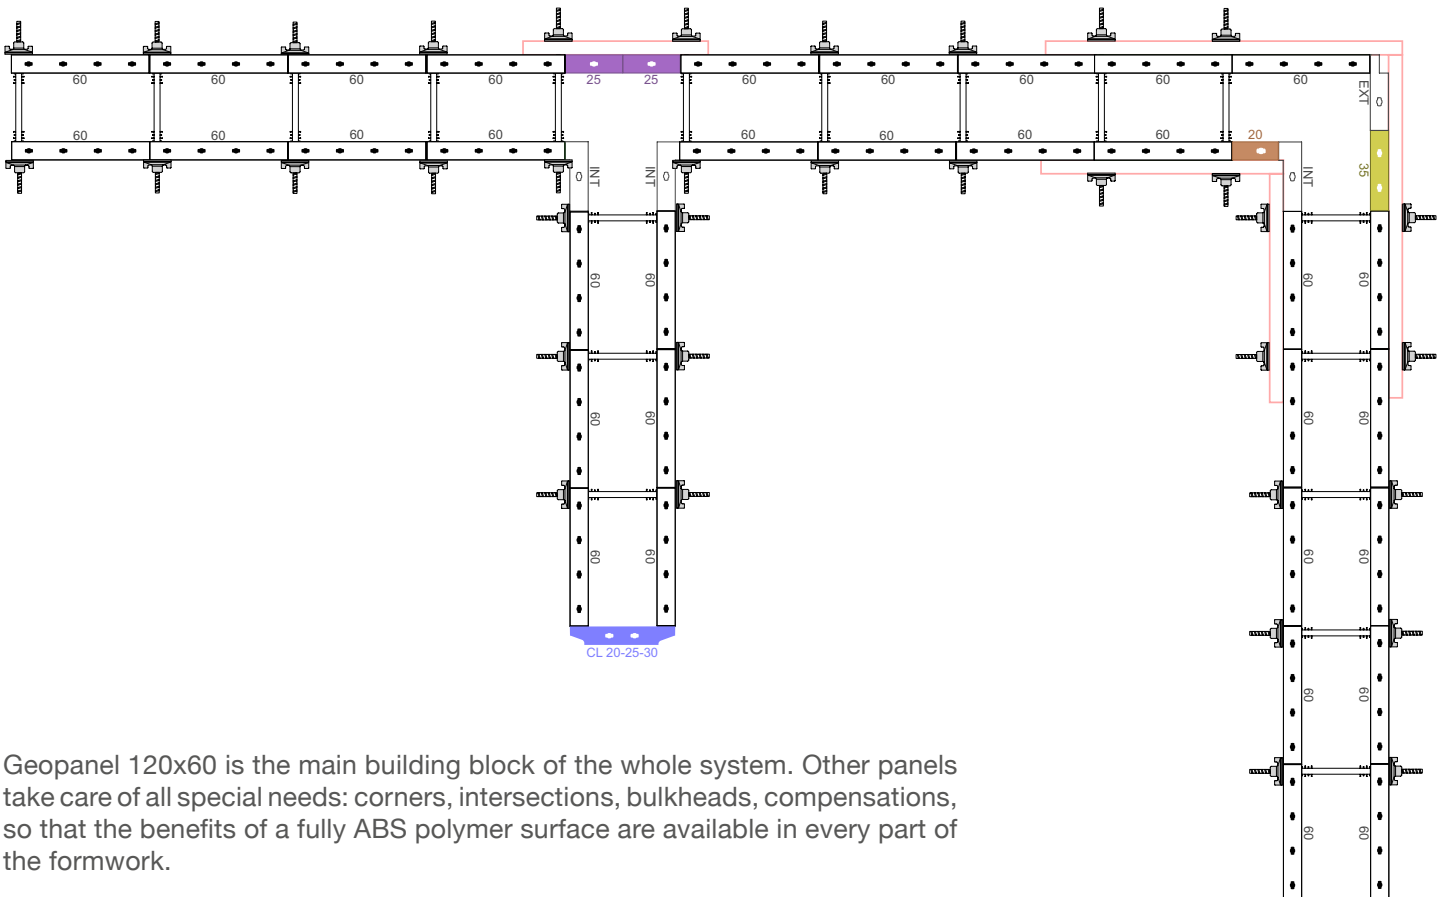 60 60 60 60 25 25 60 60 60 60 60
EXT
60 60 60 60 60 60 60 60 20
INT INT INT 35
60 60 60 60
60 60 60 60
60 60 60 60
CL 20-25-30
60 60
60 60
Geopanel 120x60 is the main building block of the whole system. Other panels
take care of all special needs: corners, intersections, bulkheads, compensations,
so that the benefits of a fully ABS polymer surface are available in every part of
the formwork.